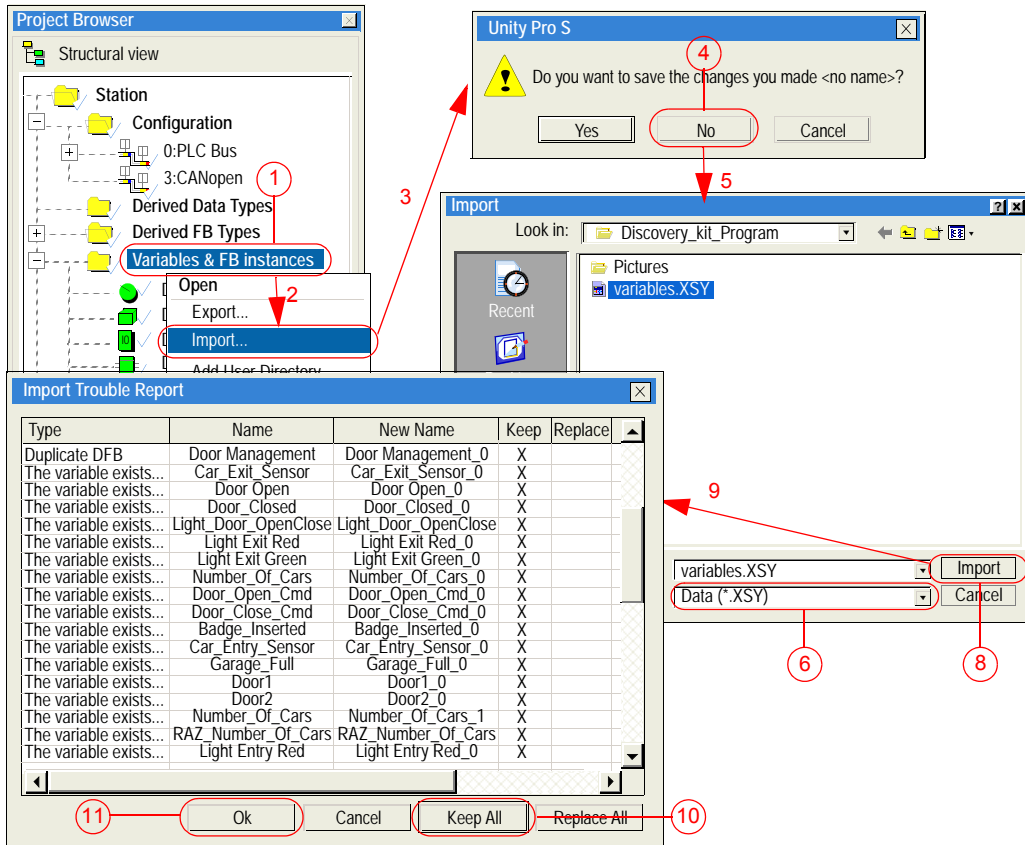 Project Browser
Structural view
Station
Configuration
0:PLC Bus
3:CANopen
1
Derived Data Types
Derived FB Types
Variables & FB instances
Open
2
Export...
Import...
3
Unity Pro S
4
Do you want to save the changes you made <no name>?
Yes No Cancel
5
Import
Look in: Discovery_kit_Program
Pictures
variables.XSY
Recent
variables.XSY Import
Data (*.XSY) Cancel
6 8
9
Import Trouble Report
Type Name New Name Keep Replace
Duplicate DFB Door Management Door Management_0 X
The variable exists... Car_Exit_Sensor Car_Exit_Sensor_0 X
The variable exists... Door Open Door Open_0 X
The variable exists... Door_Closed Door_Closed_0 X
The variable exists... Light_Door_OpenClose Light_Door_OpenClose X
The variable exists... Light Exit Red Light Exit Red_0 X
The variable exists... Light Exit Green Light Exit Green_0 X
The variable exists... Number_Of_Cars Number_Of_Cars_0 X
The variable exists... Door_Open_Cmd Door_Open_Cmd_0 X
The variable exists... Door_Close_Cmd Door_Close_Cmd_0 X
The variable exists... Badge_Inserted Badge_Inserted_0 X
The variable exists... Car_Entry_Sensor Car_Entry_Sensor_0 X
The variable exists... Garage_Full Garage_Full_0 X
The variable exists... Door1 Door1_0 X
The variable exists... Door2 Door2_0 X
The variable exists... Number_Of_Cars Number_Of_Cars_1 X
The variable exists... RAZ_Number_Of_Cars RAZ_Number_Of_Cars X
The variable exists... Light Entry Red Light Entry Red_0 X
11 Ok Cancel Keep All Replace All 10